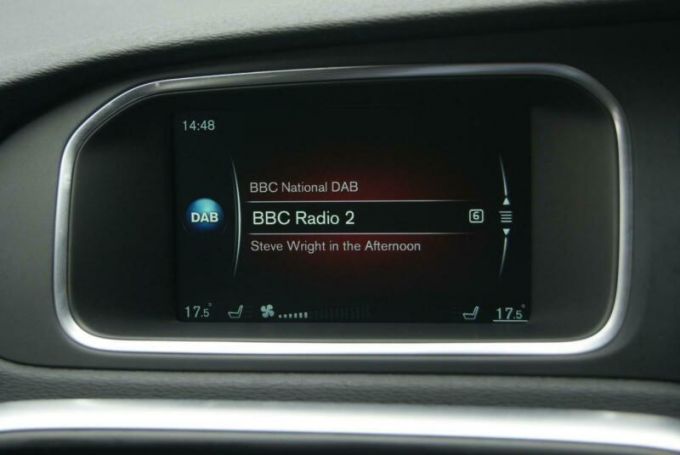 14:48
BBC National DAB
DAB
BBC Radio 2 6
Steve Wright in the Afternoon
17.5° 17.5°